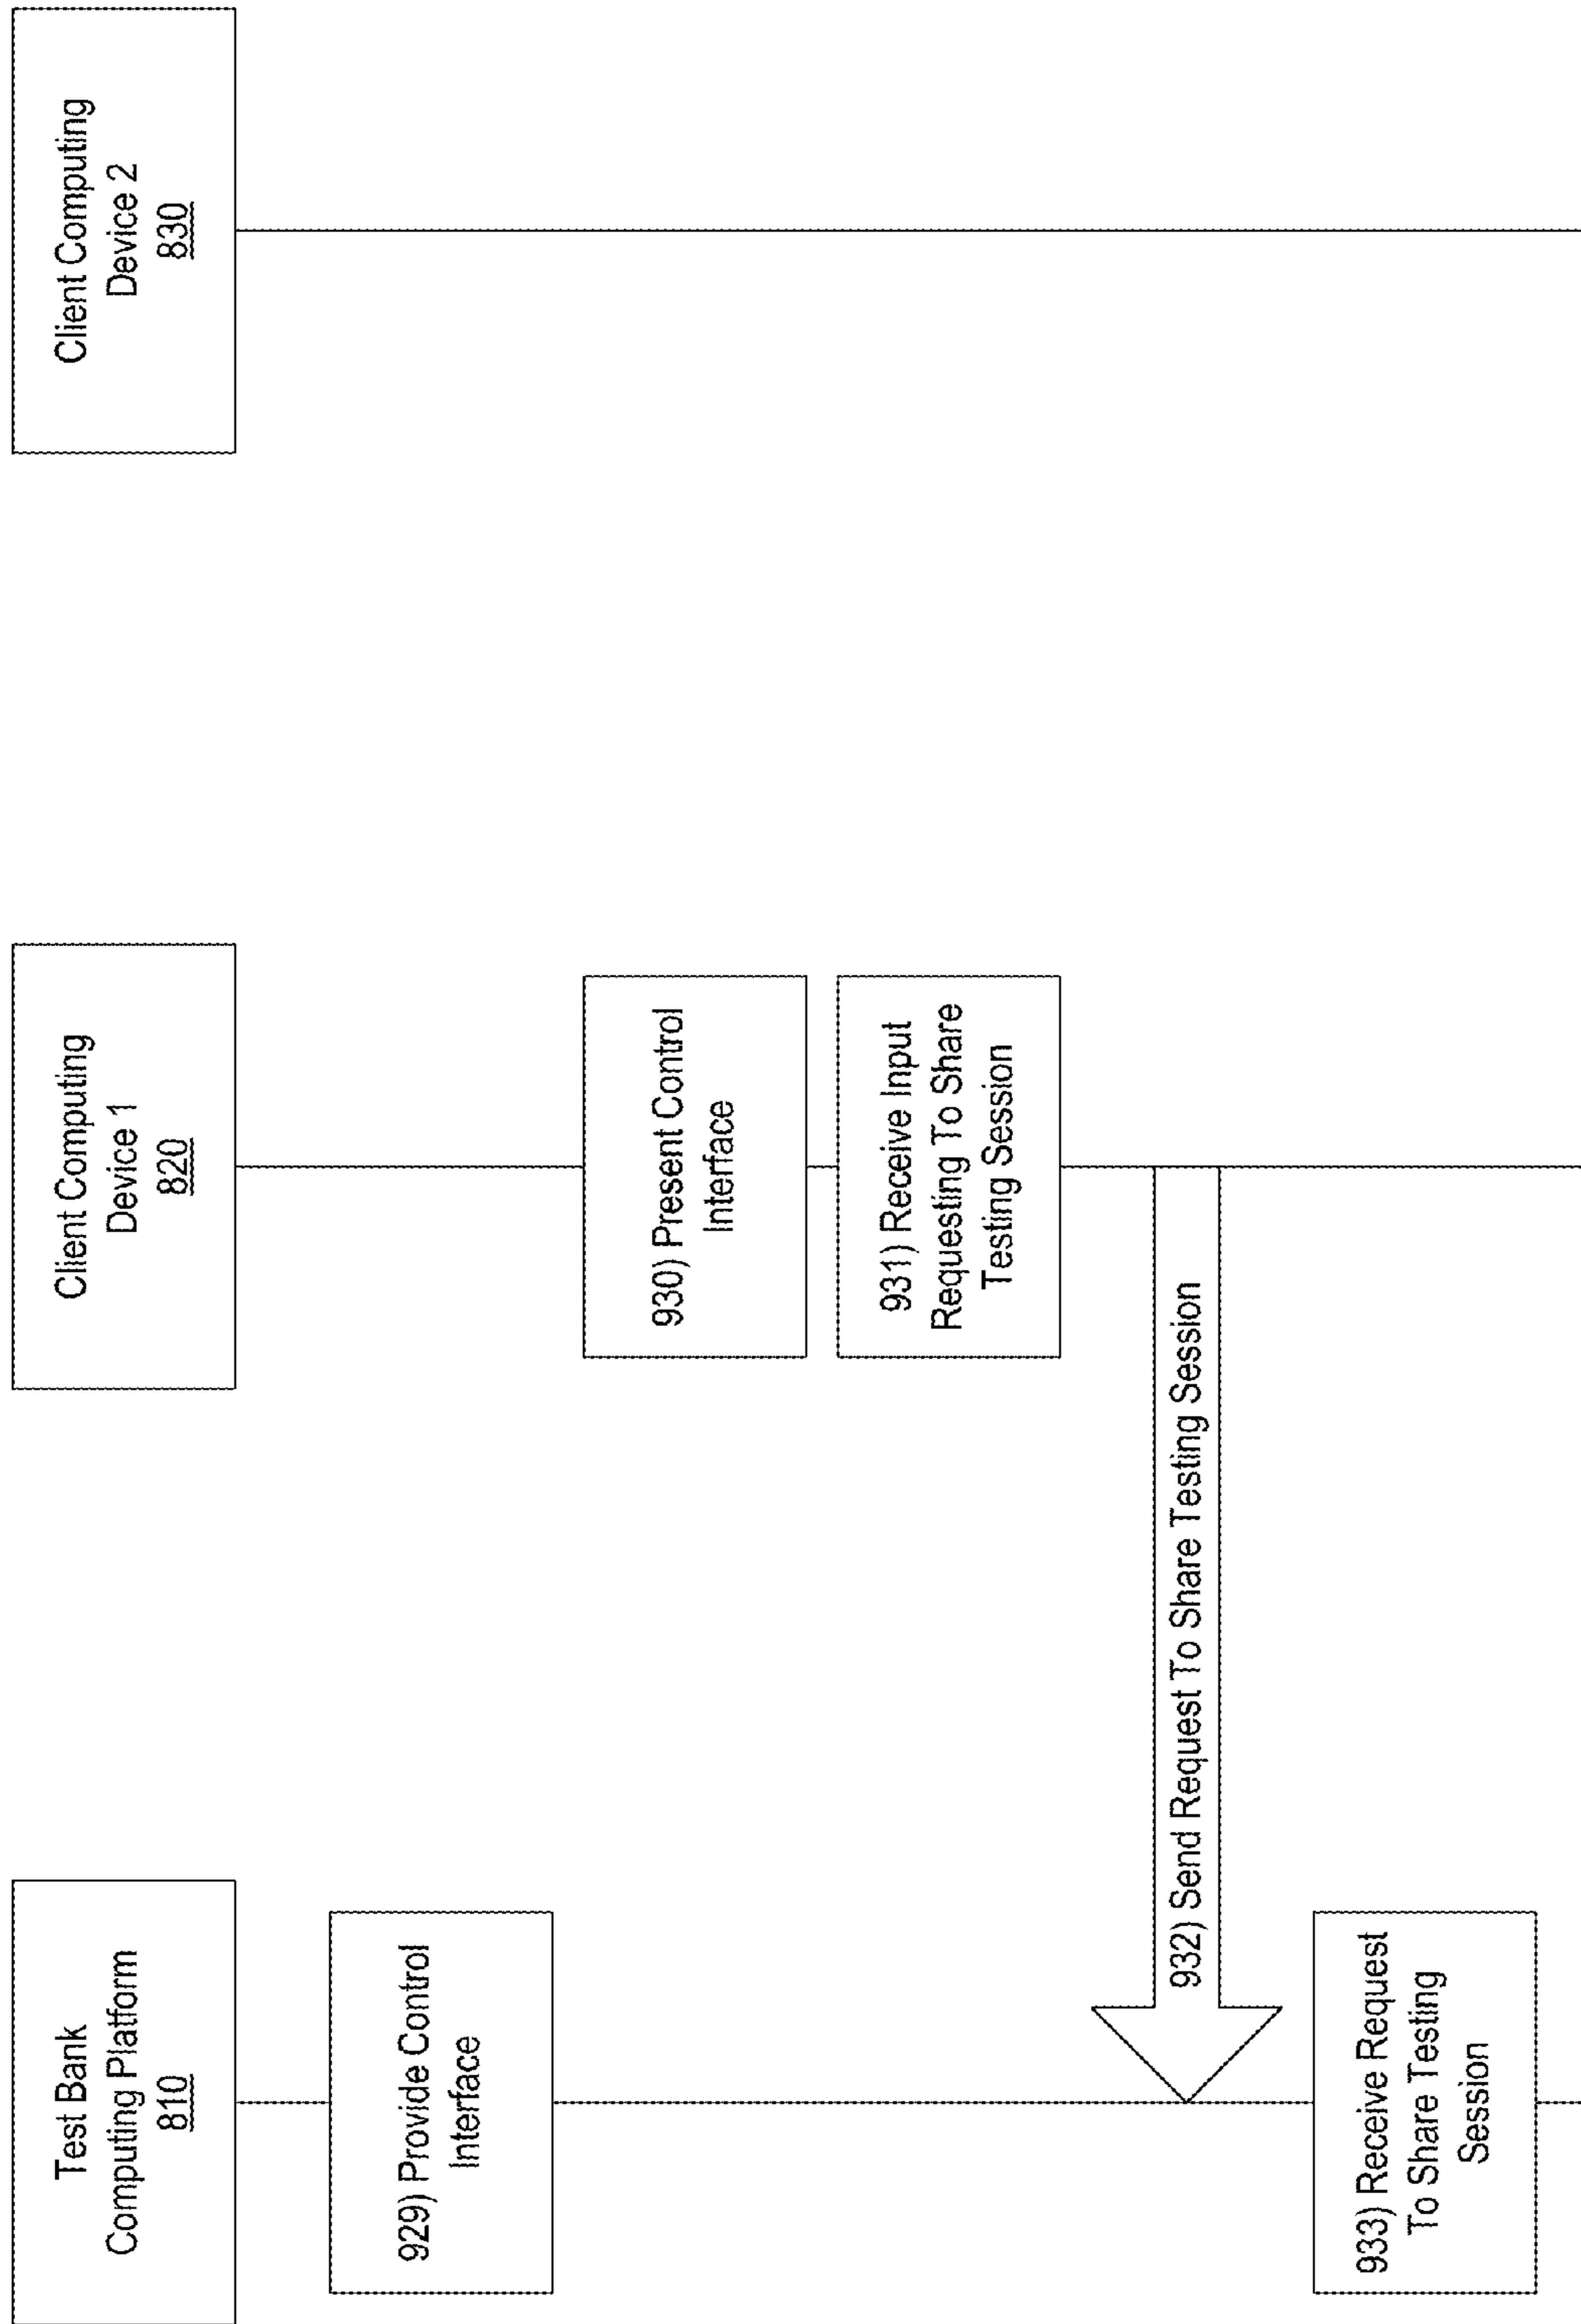 Test Bank
Computing Platform
810
Client Computing
Device 1
820
Client Computing
Device 2
830
929) Provide Control
Interface
930) Present Control
Interface
931) Receive Input
Requesting To Share
Testing Session
932) Send Request To Share Testing Session
933) Receive Request
To Share Testing
Session